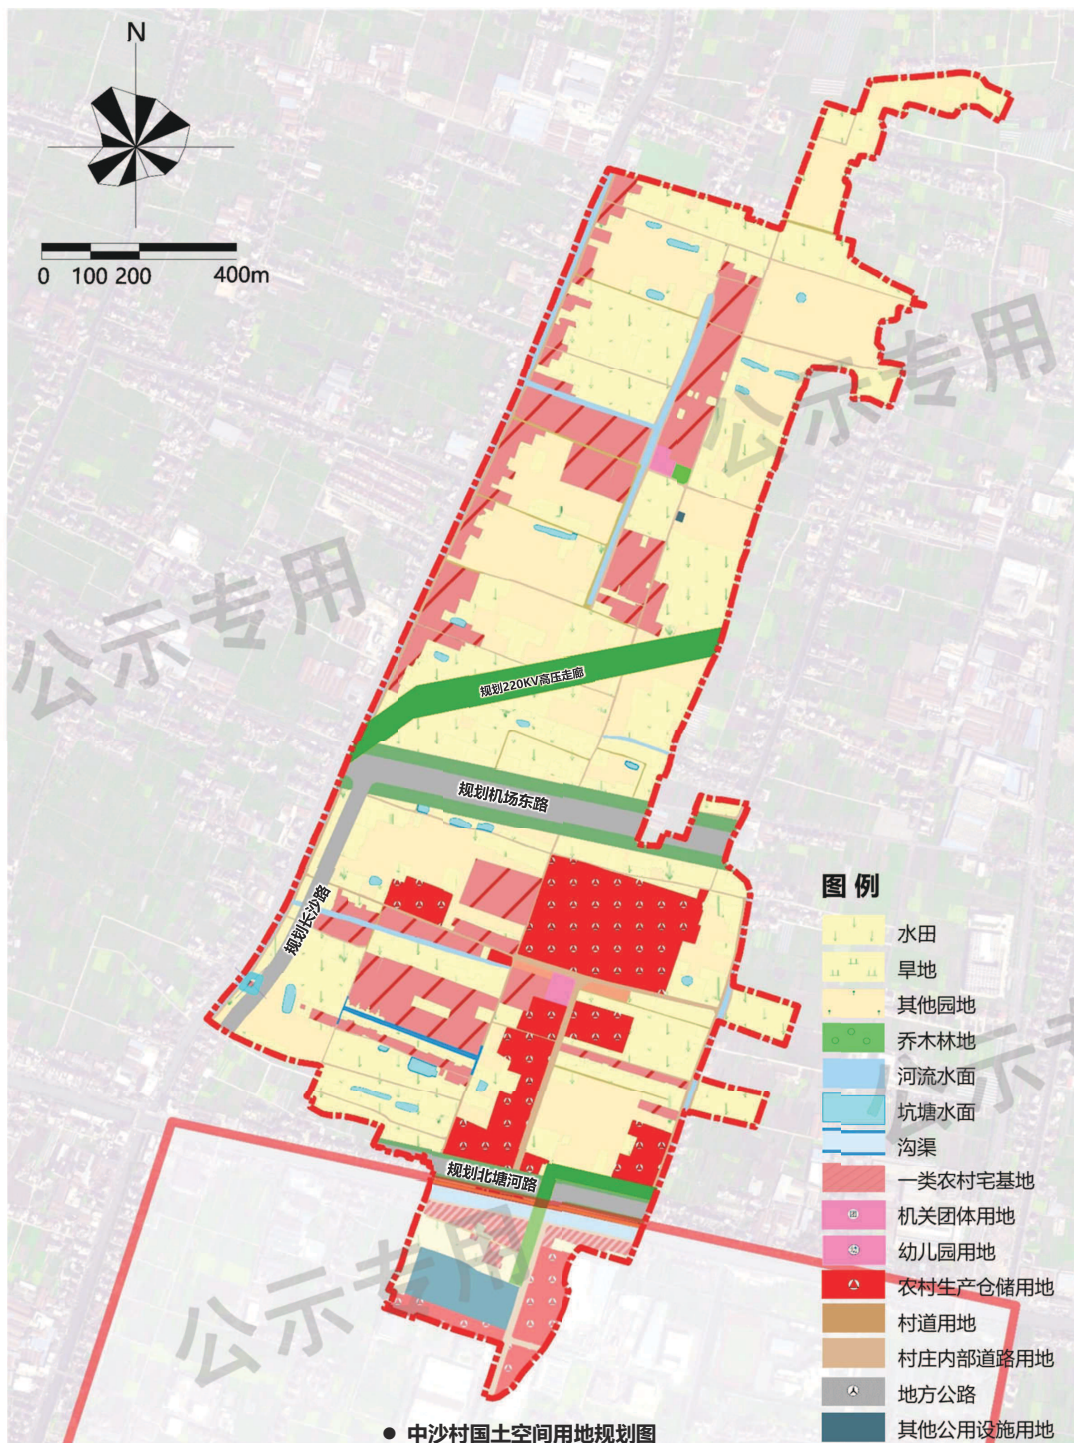 N
0 100 200 400m
公示专用
公示专用
规划220KV高压走廊
规划机场东路
规划长沙路
规划北塘河路
公示专用
公示专用
图例
水田
旱地
其他园地
乔木林地
河流水面
坑塘水面
沟渠
一类农村宅基地
机关团体用地
幼儿园用地
农村生产仓储用地
村道用地
村庄内部道路用地
地方公路
其他公用设施用地
● 中沙村国土空间用地规划图